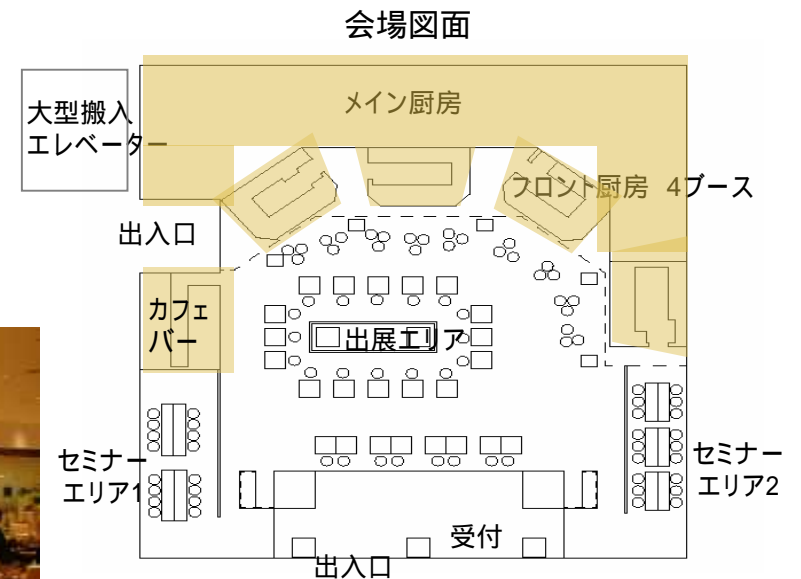 会場図面
大型搬入
エレベーター
メイン厨房
フロント厨房 4ブース
出入口
カフェ
バー
出展エリア
セミナー
エリア1
セミナー
エリア2
受付
出入口